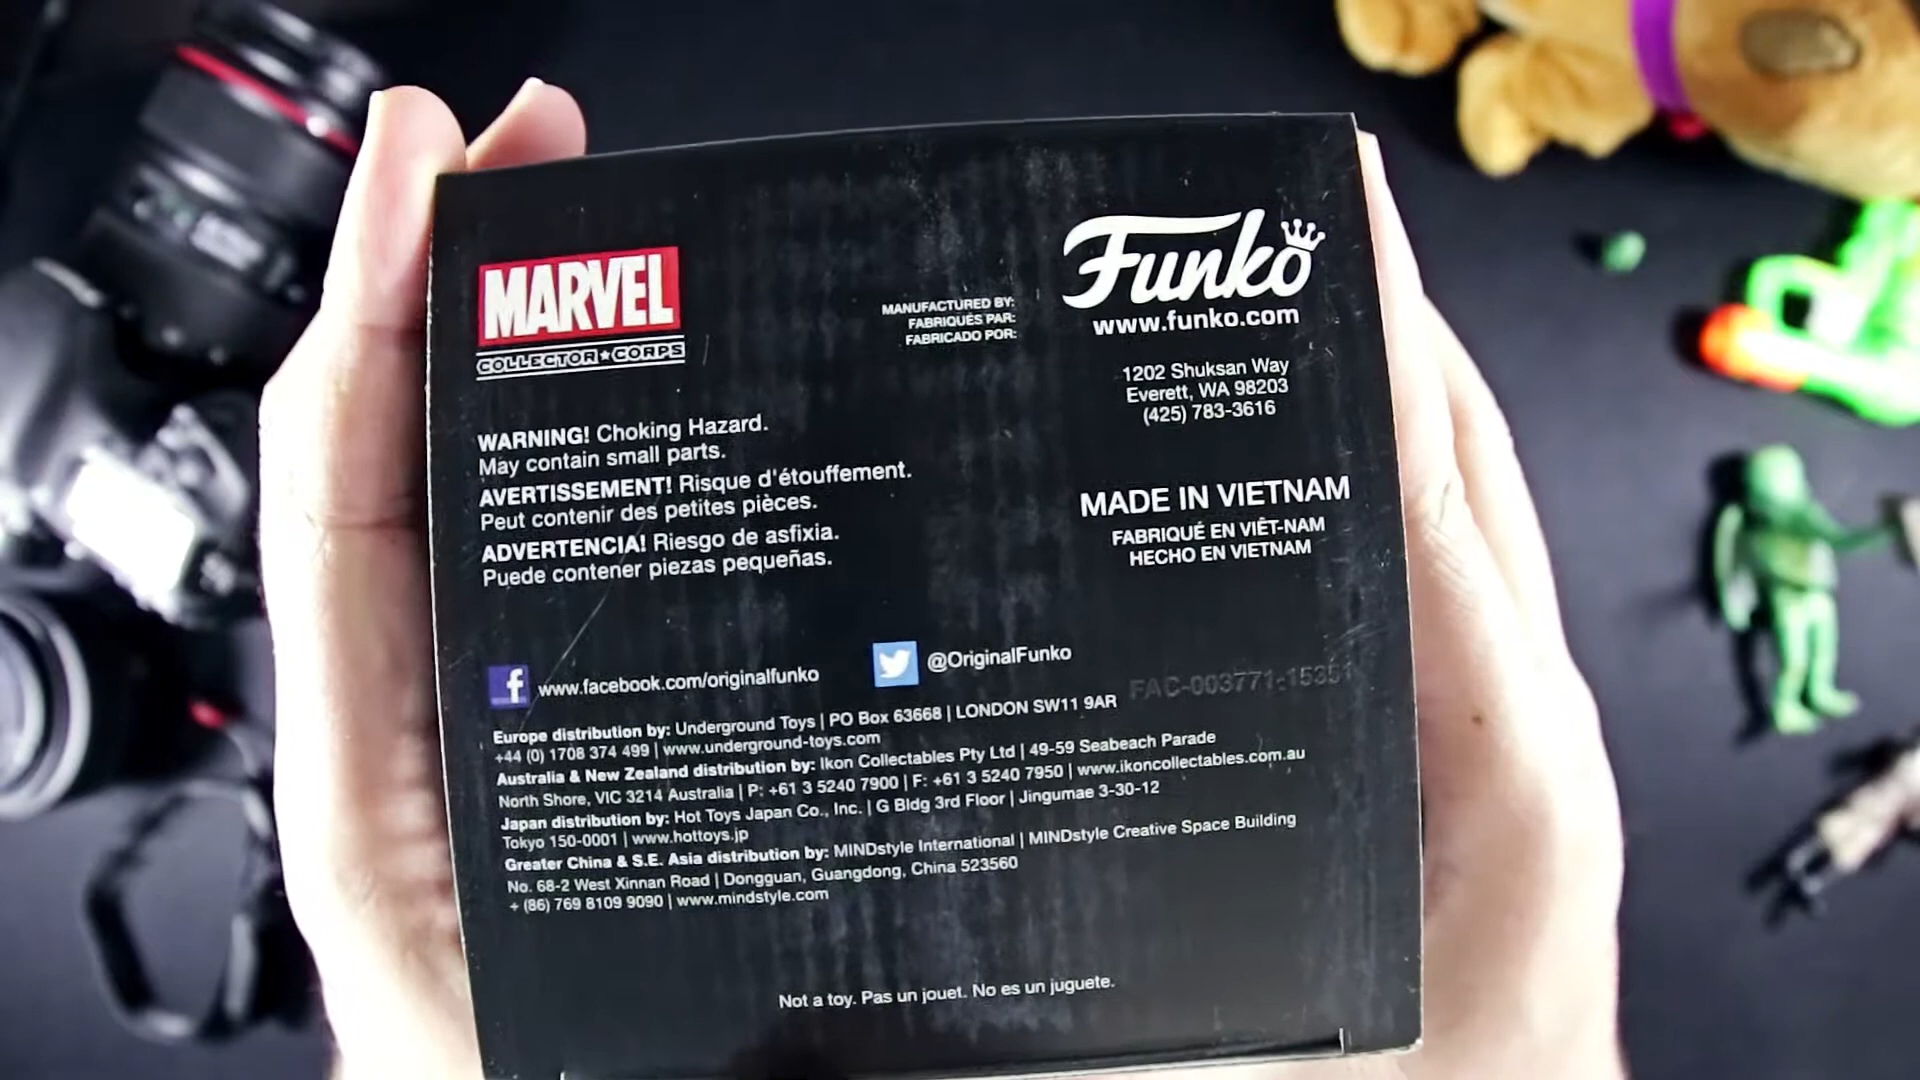 MARVEL
COLLECTOR★CORPS
MANUFACTURED BY:
FABRIQUÉS PAR:
FABRICADO POR:
Funko
www.funko.com
1202 Shuksan Way
Everett, WA 98203
(425) 783-3616
WARNING! Choking Hazard.
May contain small parts.
AVERTISSEMENT! Risque d'étouffement.
Peut contenir des petites pièces.
ADVERTENCIA! Riesgo de asfixia.
Puede contener piezas pequeñas.
MADE IN VIETNAM
FABRIQUÉ EN VIÊT-NAM
HECHO EN VIETNAM
f www.facebook.com/originalfunko
@OriginalFunko
FAC-003771-15351
Europe distribution by: Underground Toys | PO Box 63668 | LONDON SW11 9AR
+44 (0) 1708 374 499 | www.underground-toys.com
Australia & New Zealand distribution by: Ikon Collectables Pty Ltd | 49-59 Seabeach Parade
North Shore, VIC 3214 Australia | P: +61 3 5240 7900 | F: +61 3 5240 7950 | www.ikoncollectables.com.au
Japan distribution by: Hot Toys Japan Co., Inc. | G Bldg 3rd Floor | Jingumae 3-30-12
Tokyo 150-0001 | www.hottoys.jp
Greater China & S.E. Asia distribution by: MINDstyle International | MINDstyle Creative Space Building
No. 68-2 West Xinnan Road | Dongguan, Guangdong, China 523560
+ (86) 769 8109 9090 | www.mindstyle.com
Not a toy. Pas un jouet. No es un juguete.